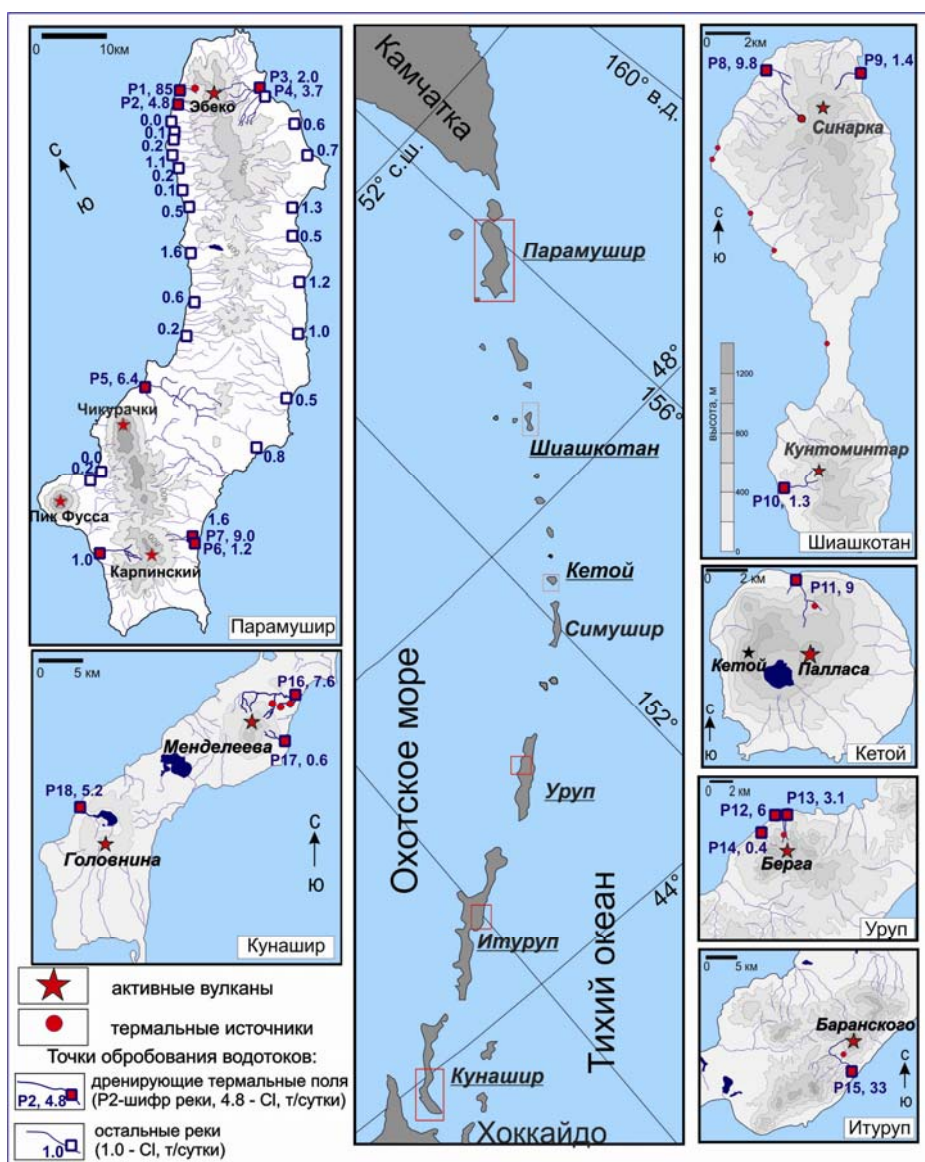 10км
P1, 85
P2, 4.8
Эбеко
P3, 2.0
P4, 3.7
0.0
0.1
0.2
1.1
0.2
0.1
0.5
1.6
0.6
0.2
0.6
0.7
1.3
0.5
1.2
1.0
0.5
0.8
С
Ю
P5, 6.4
Чикурачки
0.0
0.2
Пик Фусса
1.6
P7, 9.0
P6, 1.2
1.0
Карпинский
Парамушир
5 км
P16, 7.6
Менделеева
P17, 0.6
P18, 5.2
Головнина
С
Ю
Кунашир
активные вулканы
термальные источники
Точки обробования водотоков:
дренирующие термальные поля
P2, 4.8
(P2-шифр реки, 4.8 - Cl, т/сутки)
остальные реки
1.0
(1.0 - Cl, т/сутки)
Камчатка
160° в.д.
52° с.ш.
Парамушир
48°
156°
Шиашкотан
Кетой
Симушир
152°
Охотское море
Уруп
44°
Итуруп
Тихий океан
Кунашир
Хоккайдо
2км
P8, 9.8
P9, 1.4
Синарка
С
Ю
высота, м
1200
800
400
0
Кунтоминтар
P10, 1.3
Шиашкотан
2 км
P11, 9
Кетой
Палласа
С
Ю
Кетой
2 км
P12, 6
P13, 3.1
P14, 0.4
Берга
Уруп
5 км
Баранского
С
Ю
P15, 33
Итуруп